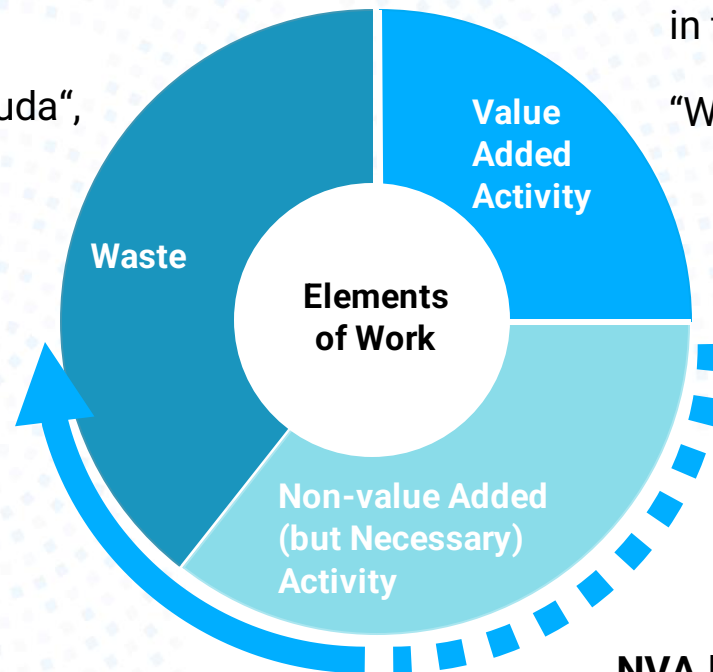 in
uda“,
“W
Value
Added
Activity
Waste
Elements
of Work
Non-value Added
(but Necessary)
Activity
NVA